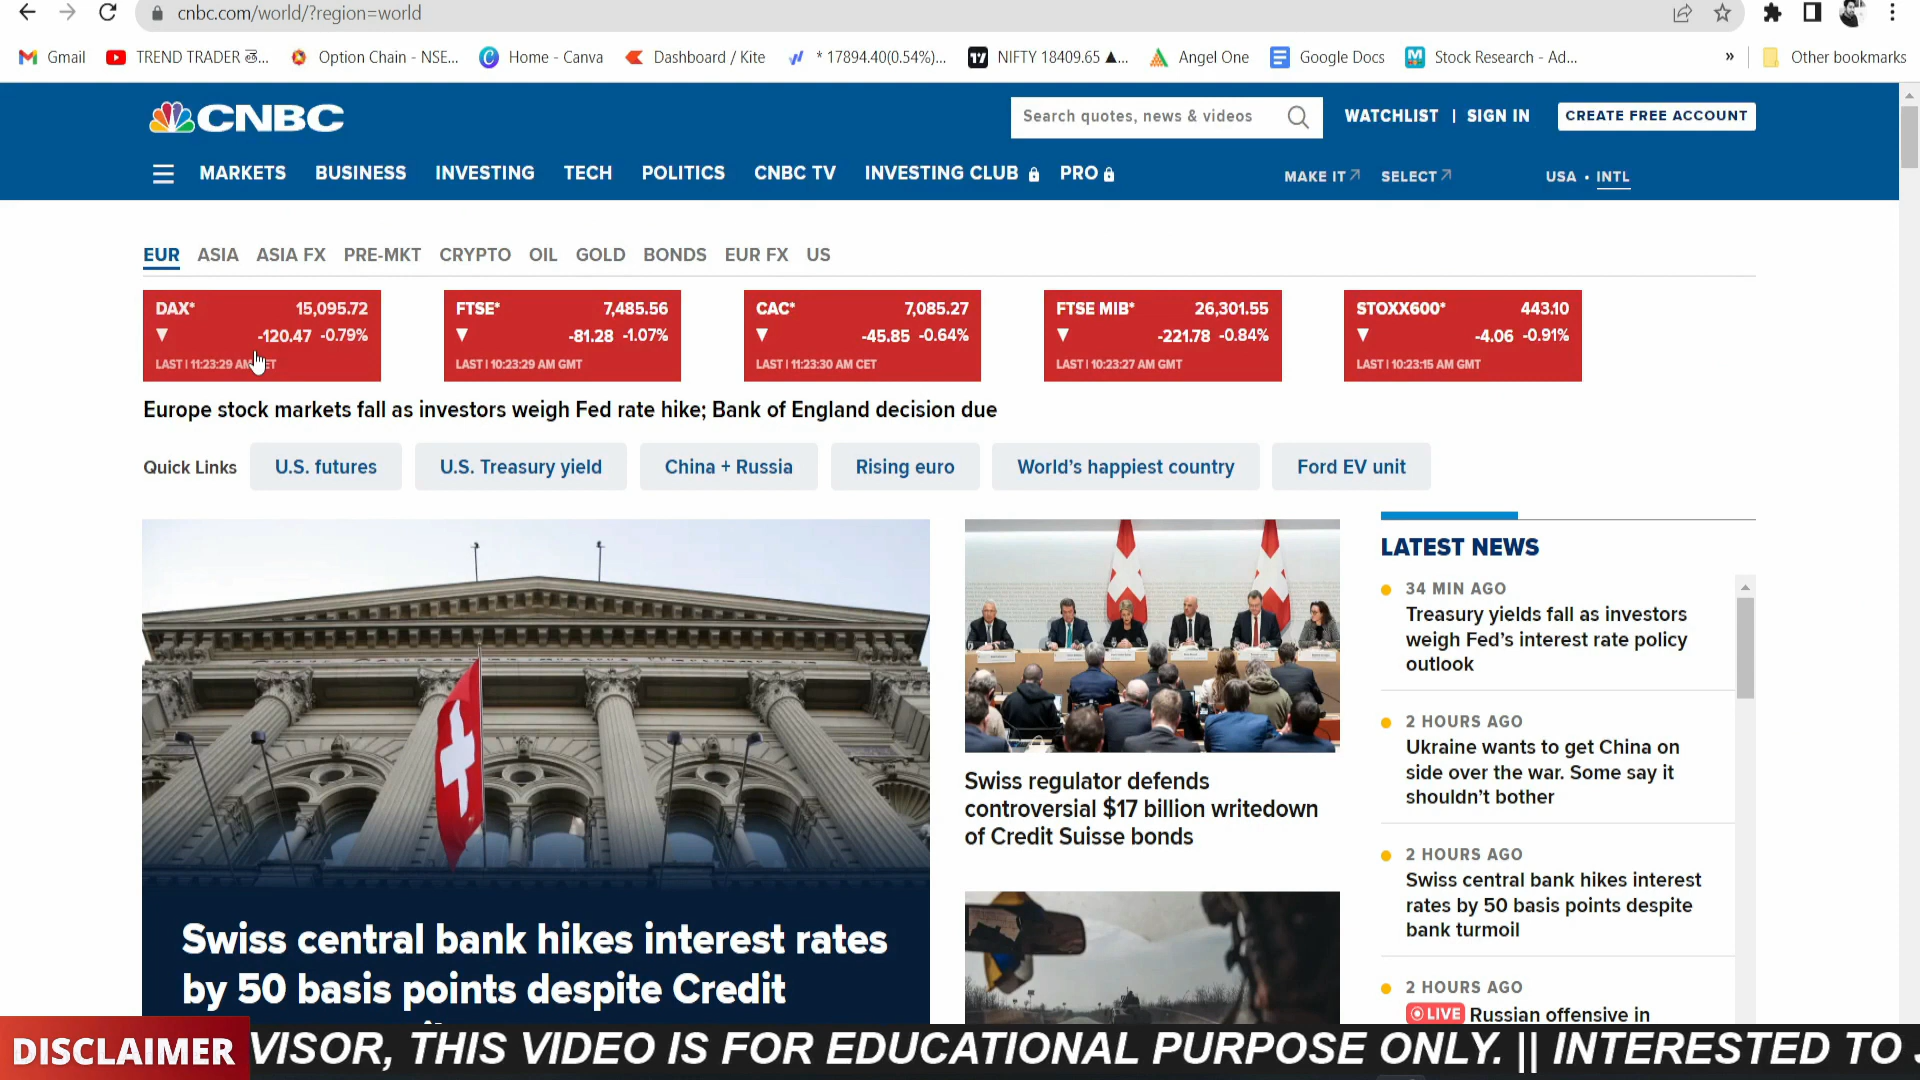 cnbc.com/world/?region=world
Gmail TREND TRADER తె... Option Chain - NSE... Home - Canva Dashboard / Kite * 17894.40(0.54%)... NIFTY 18409.65 ▲... Angel One Google Docs Stock Research - Ad... » Other bookmarks
CNBC
Search quotes, news & videos
WATCHLIST | SIGN IN
CREATE FREE ACCOUNT
MARKETS BUSINESS INVESTING TECH POLITICS CNBC TV INVESTING CLUB PRO
MAKE IT SELECT USA • INTL
EUR ASIA ASIA FX PRE-MKT CRYPTO OIL GOLD BONDS EUR FX US
DAX* 15,095.72
▼ -120.47 -0.79%
LAST | 11:23:29 AM
FTSE* 7,485.56
▼ -81.28 -1.07%
LAST | 10:23:29 AM GMT
CAC* 7,085.27
▼ -45.85 -0.64%
LAST | 11:23:30 AM CET
FTSE MIB* 26,301.55
▼ -221.78 -0.84%
LAST | 10:23:27 AM GMT
STOXX600* 443.10
▼ -4.06 -0.91%
LAST | 10:23:15 AM GMT
Europe stock markets fall as investors weigh Fed rate hike; Bank of England decision due
Quick Links U.S. futures U.S. Treasury yield China + Russia Rising euro World's happiest country Ford EV unit
Swiss central bank hikes interest rates
by 50 basis points despite Credit
Swiss regulator defends
controversial $17 billion writedown
of Credit Suisse bonds
LATEST NEWS
34 MIN AGO
Treasury yields fall as investors
weigh Fed's interest rate policy
outlook
2 HOURS AGO
Ukraine wants to get China on
side over the war. Some say it
shouldn't bother
2 HOURS AGO
Swiss central bank hikes interest
rates by 50 basis points despite
bank turmoil
2 HOURS AGO
LIVE Russian offensive in
DISCLAIMER
VISOR, THIS VIDEO IS FOR EDUCATIONAL PURPOSE ONLY. || INTERESTED TO